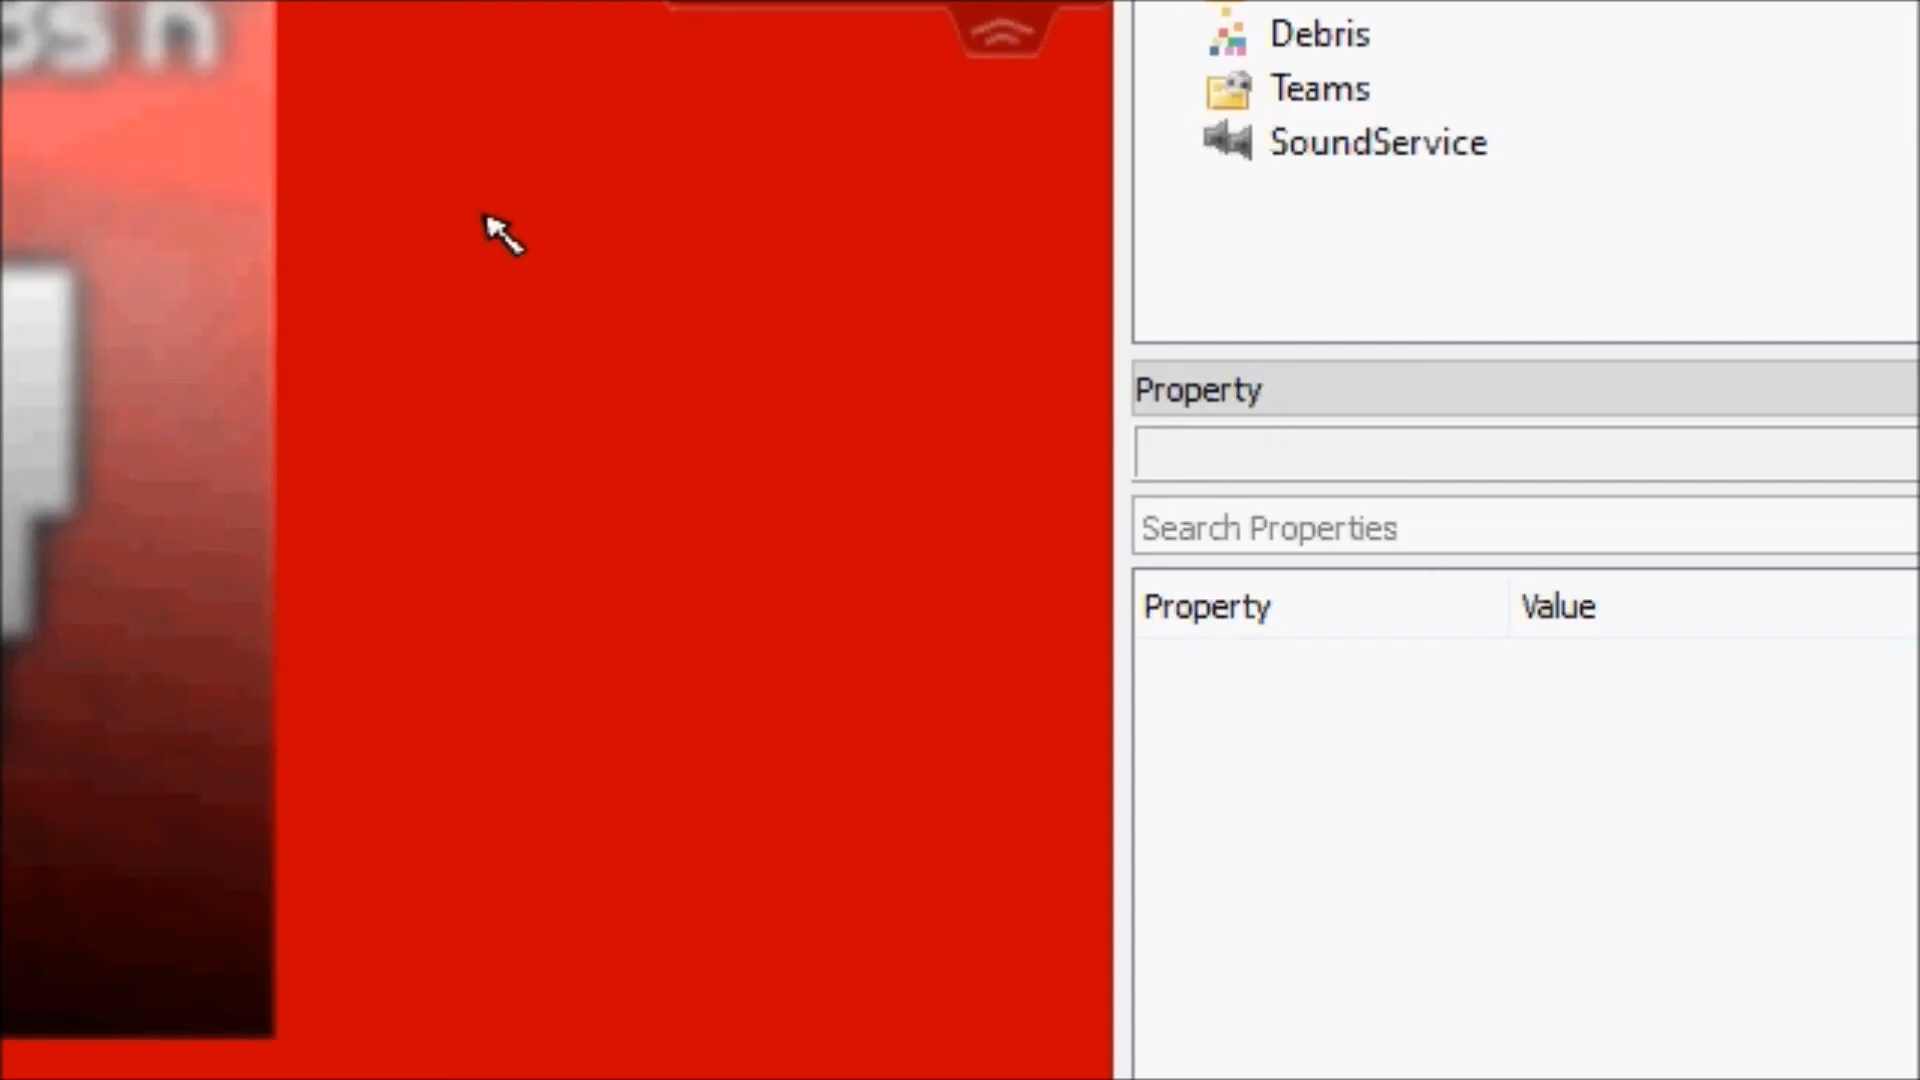 Debris
Teams
SoundService
Property
Search Properties
Property Value